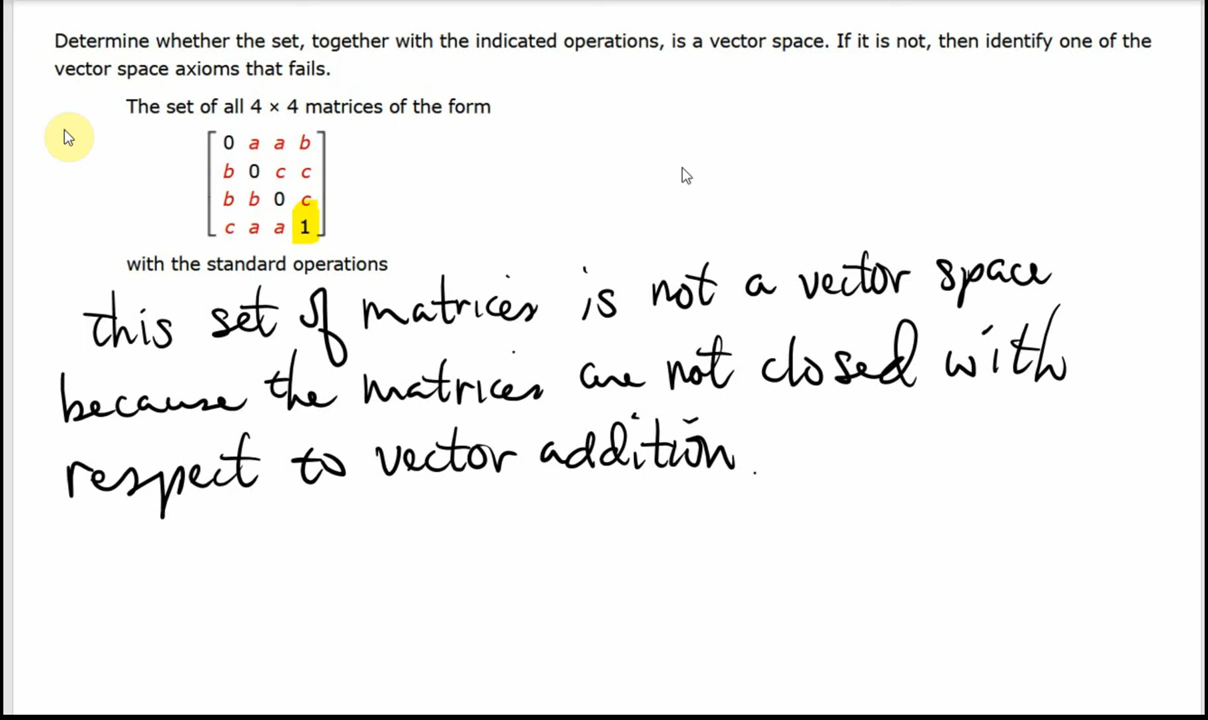 Determine whether the set, together with the indicated operations, is a vector space. If it is not, then identify one of the
vector space axioms that fails.
The set of all 4 × 4 matrices of the form
0 a a b
b 0 c c
b b 0 c
c a a 1
with the standard operations
this set of matrices is not a vector space
because the matrices are not closed with
respect to vector addition.